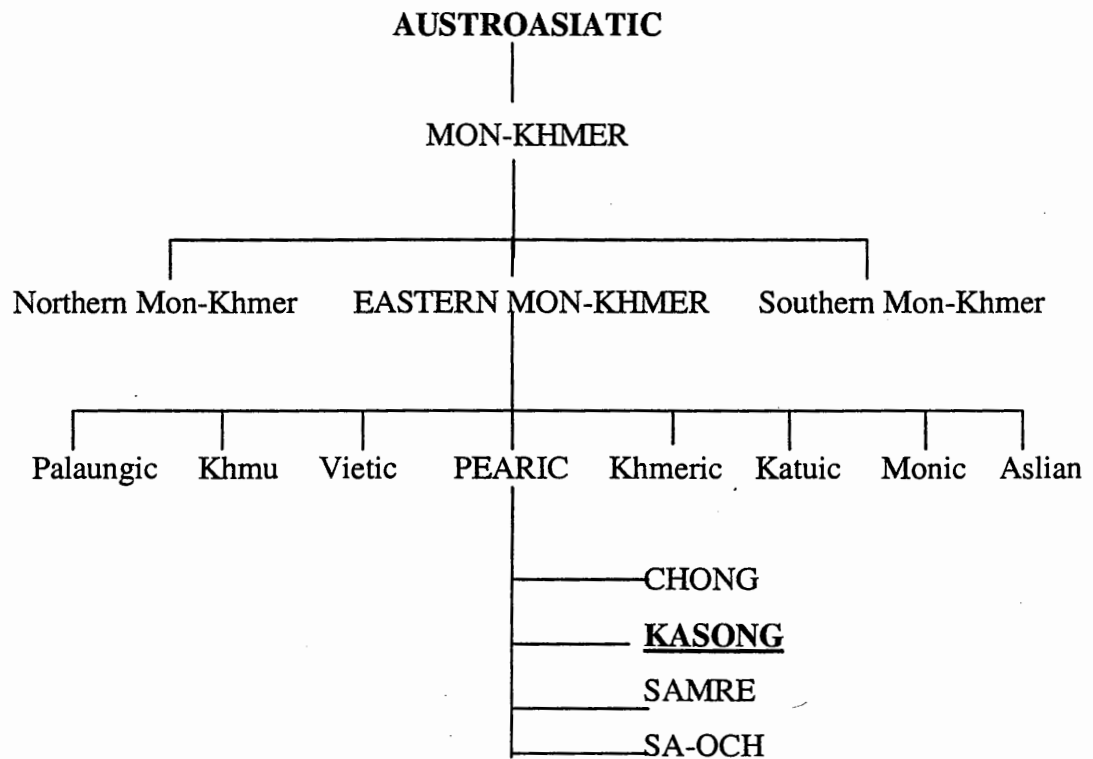 AUSTROASIATIC
MON-KHMER
Northern Mon-Khmer EASTERN MON-KHMER Southern Mon-Khmer
Palaungic Khmu Vietic PEARIC Khmeric Katuic Monic Aslian
CHONG
KASONG
SAMRE
SA-OCH